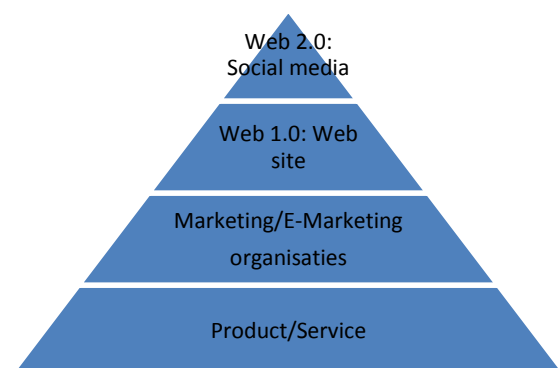 Web 2.0:
Social media
Web 1.0: Web
site
Marketing/E-Marketing
organisaties
Product/Service